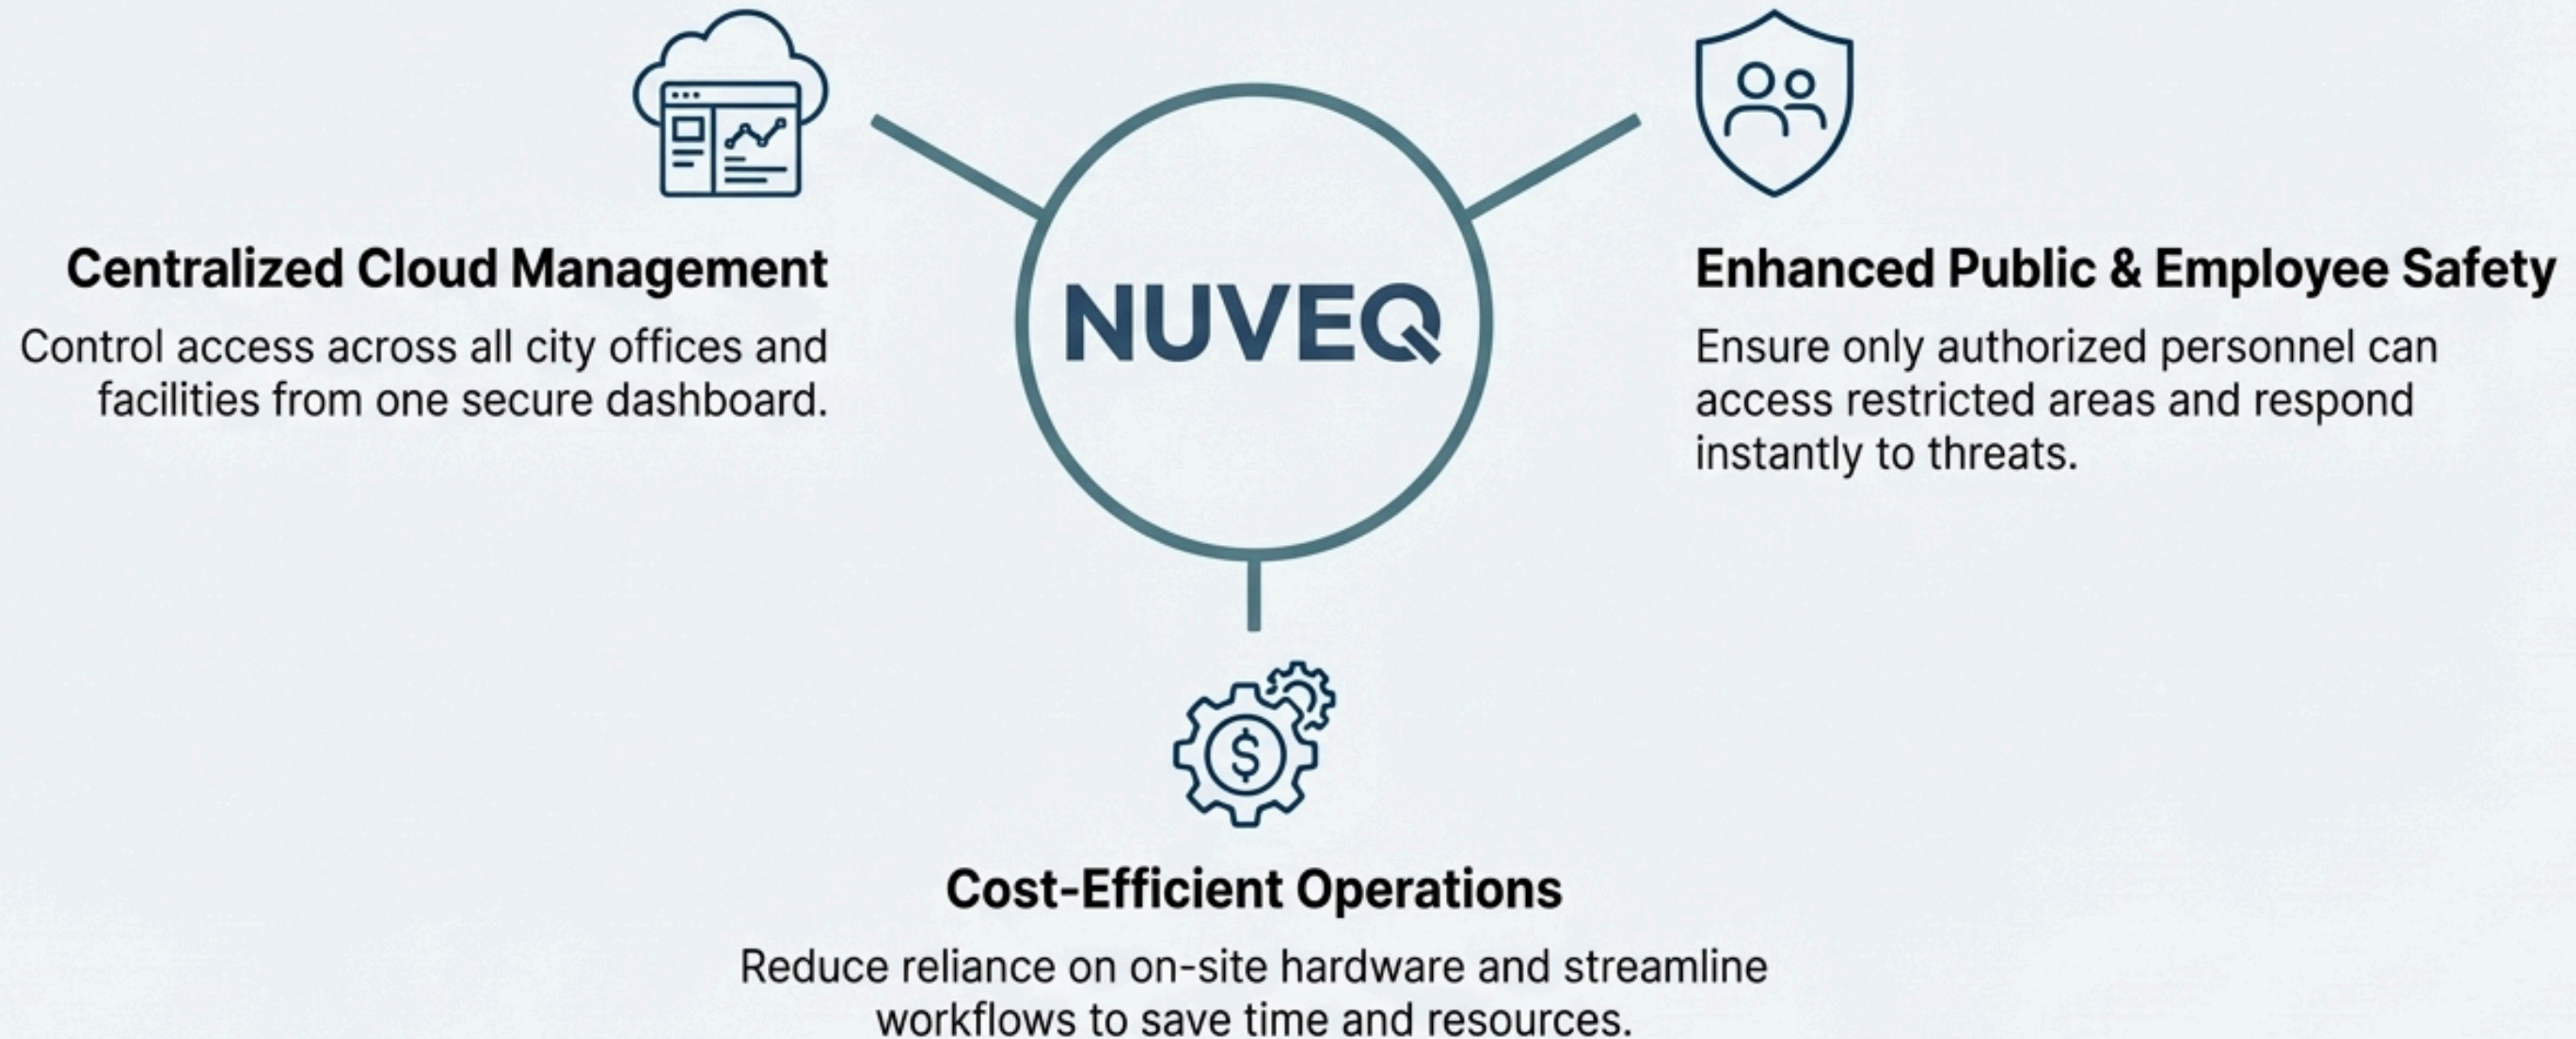 Centralized Cloud Management
Control access across all city offices and
facilities from one secure dashboard.
NUVEQ
Enhanced Public & Employee Safety
Ensure only authorized personnel can
access restricted areas and respond
instantly to threats.
$
Cost-Efficient Operations
Reduce reliance on on-site hardware and streamline
workflows to save time and resources.